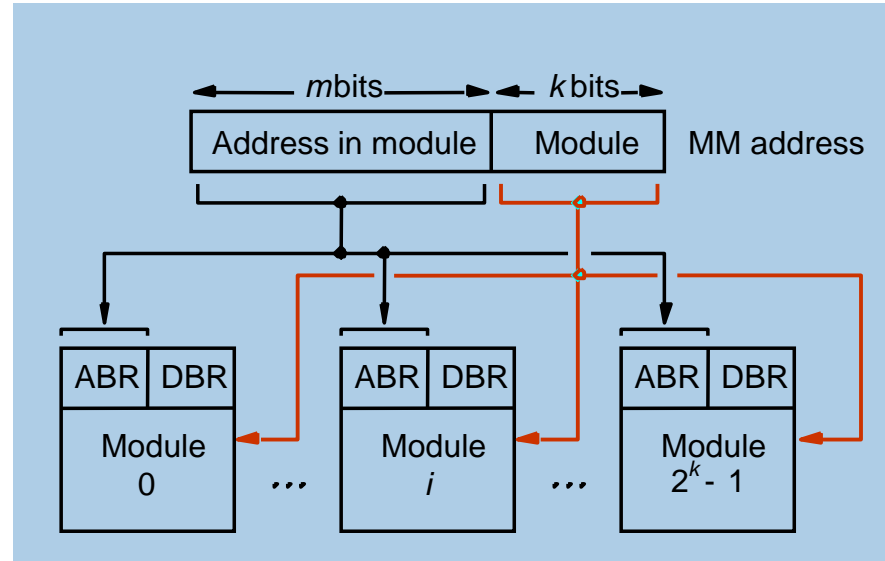 mbits k bits
Address in module Module MM address
ABR DBR ABR DBR ABR DBR
Module Module Module
0 ... i ... 2^k - 1